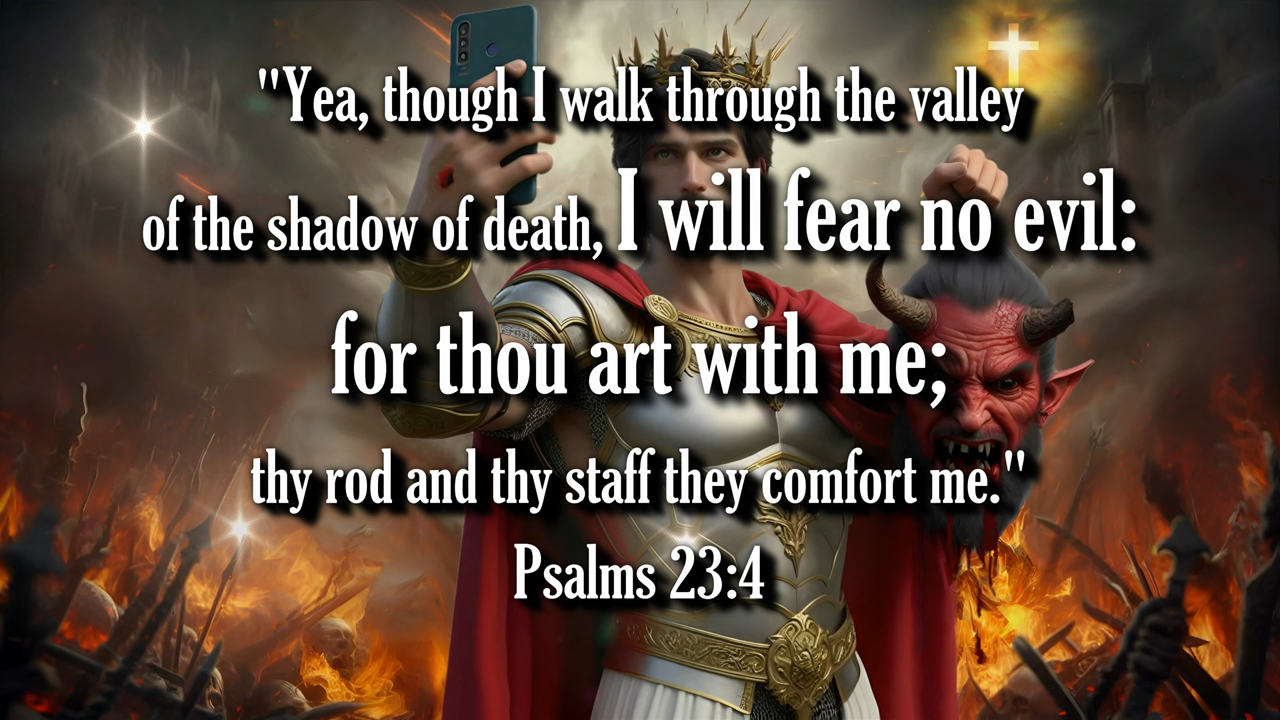 "Yea, though I walk through the valley
of the shadow of death, I will fear no evil:
for thou art with me;
thy rod and thy staff they comfort me."
Psalms 23:4